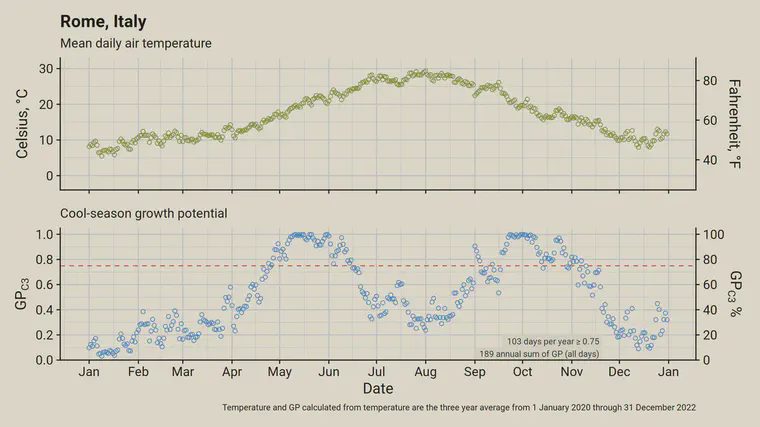 Rome, Italy
Mean daily air temperature
30
20
10
0
Celsius, °C
80
60
40
Fahrenheit, °F
Cool-season growth potential
1.0
0.8
0.6
0.4
0.2
0.0
GPC3
100
80
60
40
20
0
GPC3 %
103 days per year ≥ 0.75
189 annual sum of GP (all days)
Jan Feb Mar Apr May Jun Jul Aug Sep Oct Nov Dec Jan
Date
Temperature and GP calculated from temperature are the three year average from 1 January 2020 through 31 December 2022